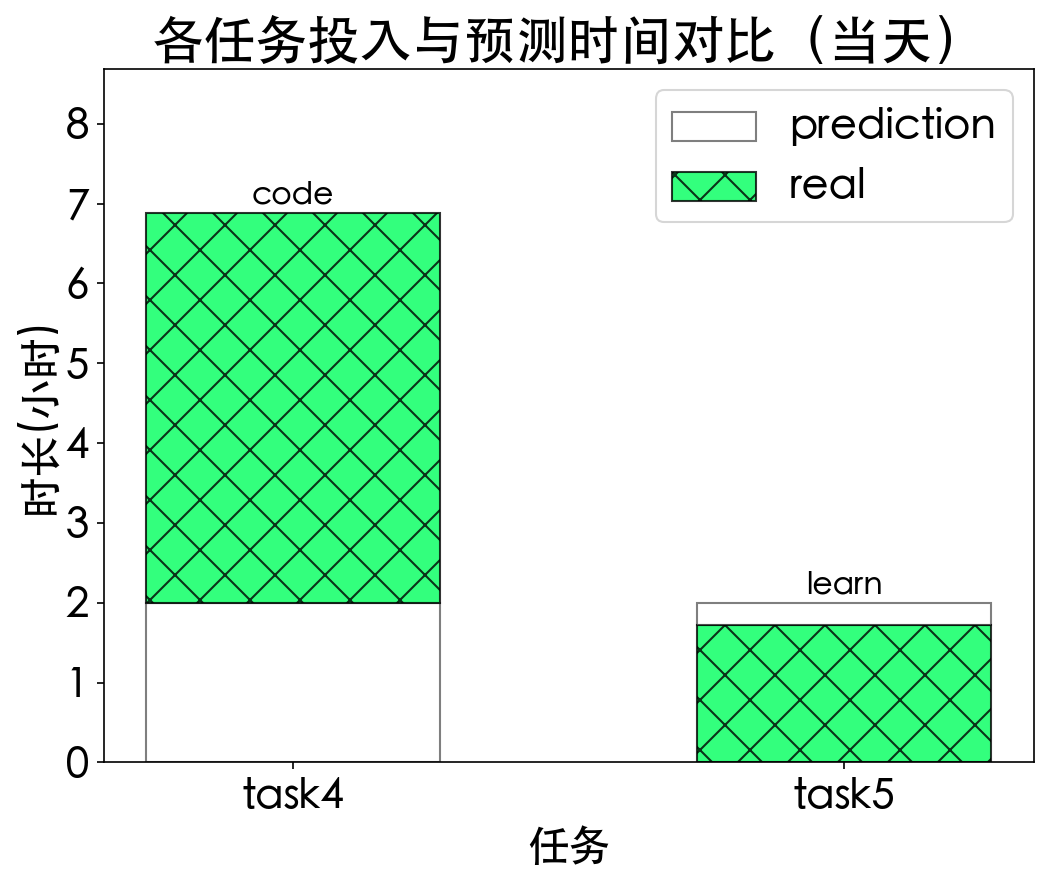 各任务投入与预测时间对比（当天）
prediction
real
时长(小时)
8
7
6
5
4
3
2
1
0
code
learn
task4
task5
任务